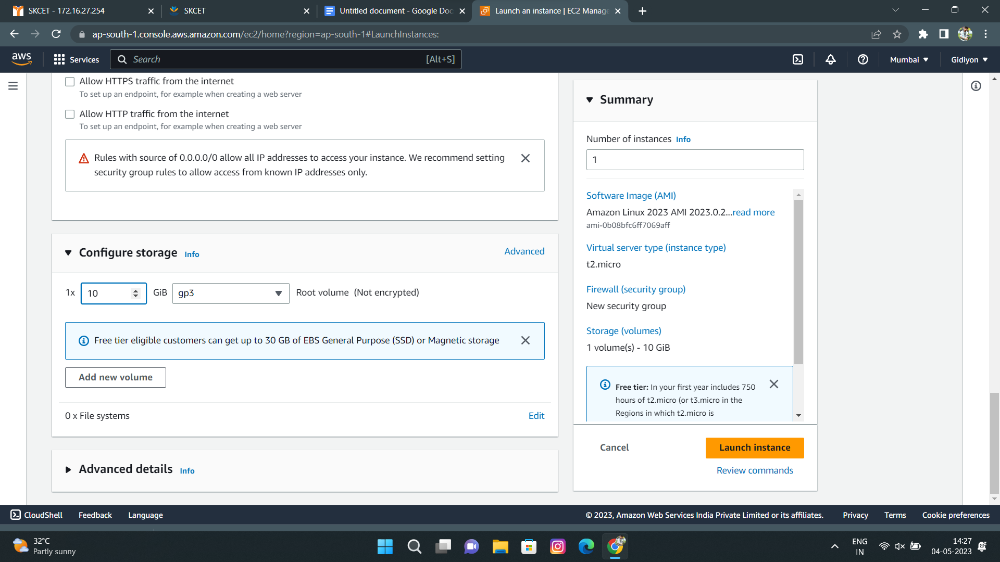 SKCET - 172.16.27.254
SKCET
Untitled document - Google Doc
Launch an instance | EC2 Manage
ap-south-1.console.aws.amazon.com/ec2/home?region=ap-south-1#LaunchInstances:
aws
Services
Search
[Alt+S]
Mumbai
Gidiyon
Allow HTTPS traffic from the internet
To set up an endpoint, for example when creating a web server
Allow HTTP traffic from the internet
To set up an endpoint, for example when creating a web server
Rules with source of 0.0.0.0/0 allow all IP addresses to access your instance. We recommend setting
security group rules to allow access from known IP addresses only.
Configure storage Info
Advanced
1x 10 GiB gp3 Root volume (Not encrypted)
Free tier eligible customers can get up to 30 GB of EBS General Purpose (SSD) or Magnetic storage
Add new volume
0 x File systems
Edit
Advanced details Info
Summary
Number of instances Info
1
Software Image (AMI)
Amazon Linux 2023 AMI 2023.0.2...read more
ami-0b08bfc6ff7069aff
Virtual server type (instance type)
t2.micro
Firewall (security group)
New security group
Storage (volumes)
1 volume(s) - 10 GiB
Free tier: In your first year includes 750
hours of t2.micro (or t3.micro in the
Regions in which t2.micro is
Cancel
Launch instance
Review commands
CloudShell
Feedback
Language
© 2023, Amazon Web Services India Private Limited or its affiliates.
Privacy
Terms
Cookie preferences
32°C
Partly sunny
ENG
IN
14:27
04-05-2023